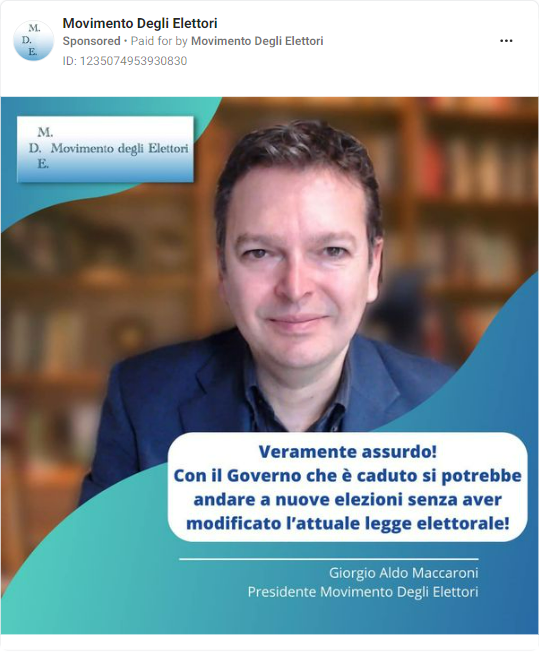 M.
D.
E.
Movimento Degli Elettori
Sponsored • Paid for by Movimento Degli Elettori
ID: 1235074953930830
M.
D. Movimento degli Elettori
E.
Veramente assurdo!
Con il Governo che è caduto si potrebbe
andare a nuove elezioni senza aver
modificato l'attuale legge elettorale!
Giorgio Aldo Maccaroni
Presidente Movimento Degli Elettori